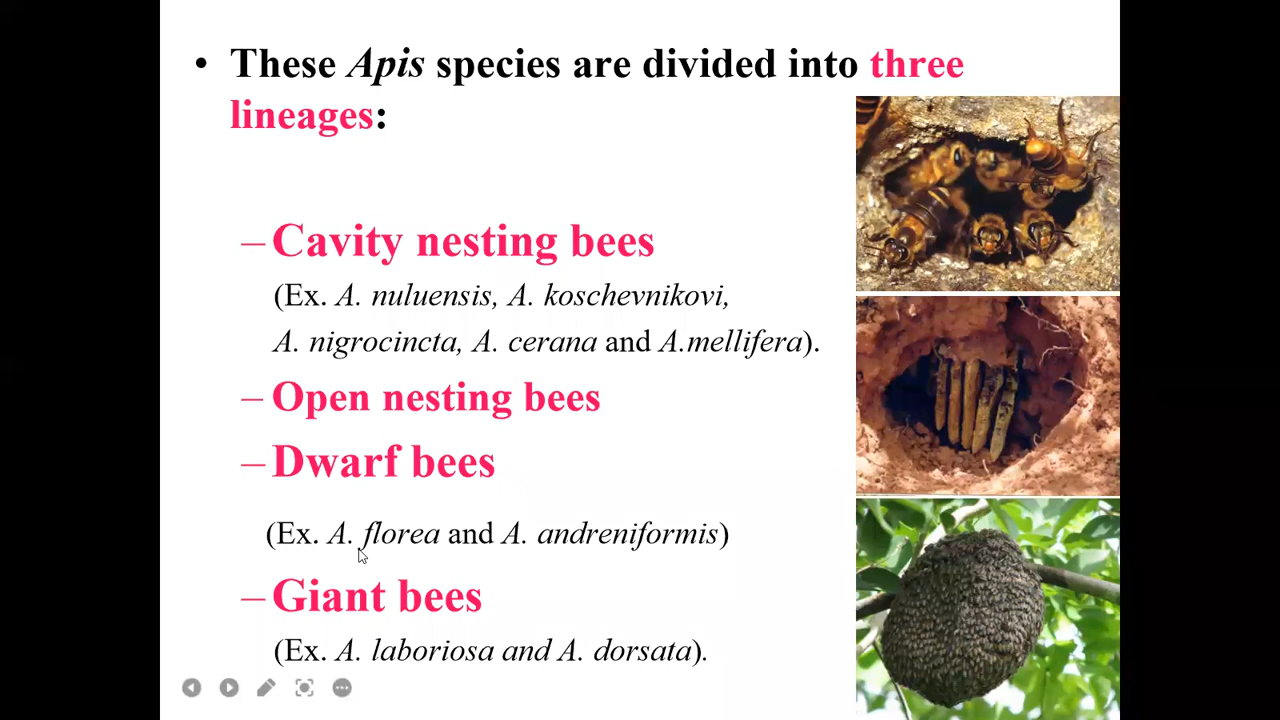 • These Apis species are divided into three
lineages:
– Cavity nesting bees
(Ex. A. nuluensis, A. koschevnikovi,
A. nigrocincta, A. cerana and A.mellifera).
– Open nesting bees
– Dwarf bees
(Ex. A. florea and A. andreniformis)
– Giant bees
(Ex. A. laboriosa and A. dorsata).